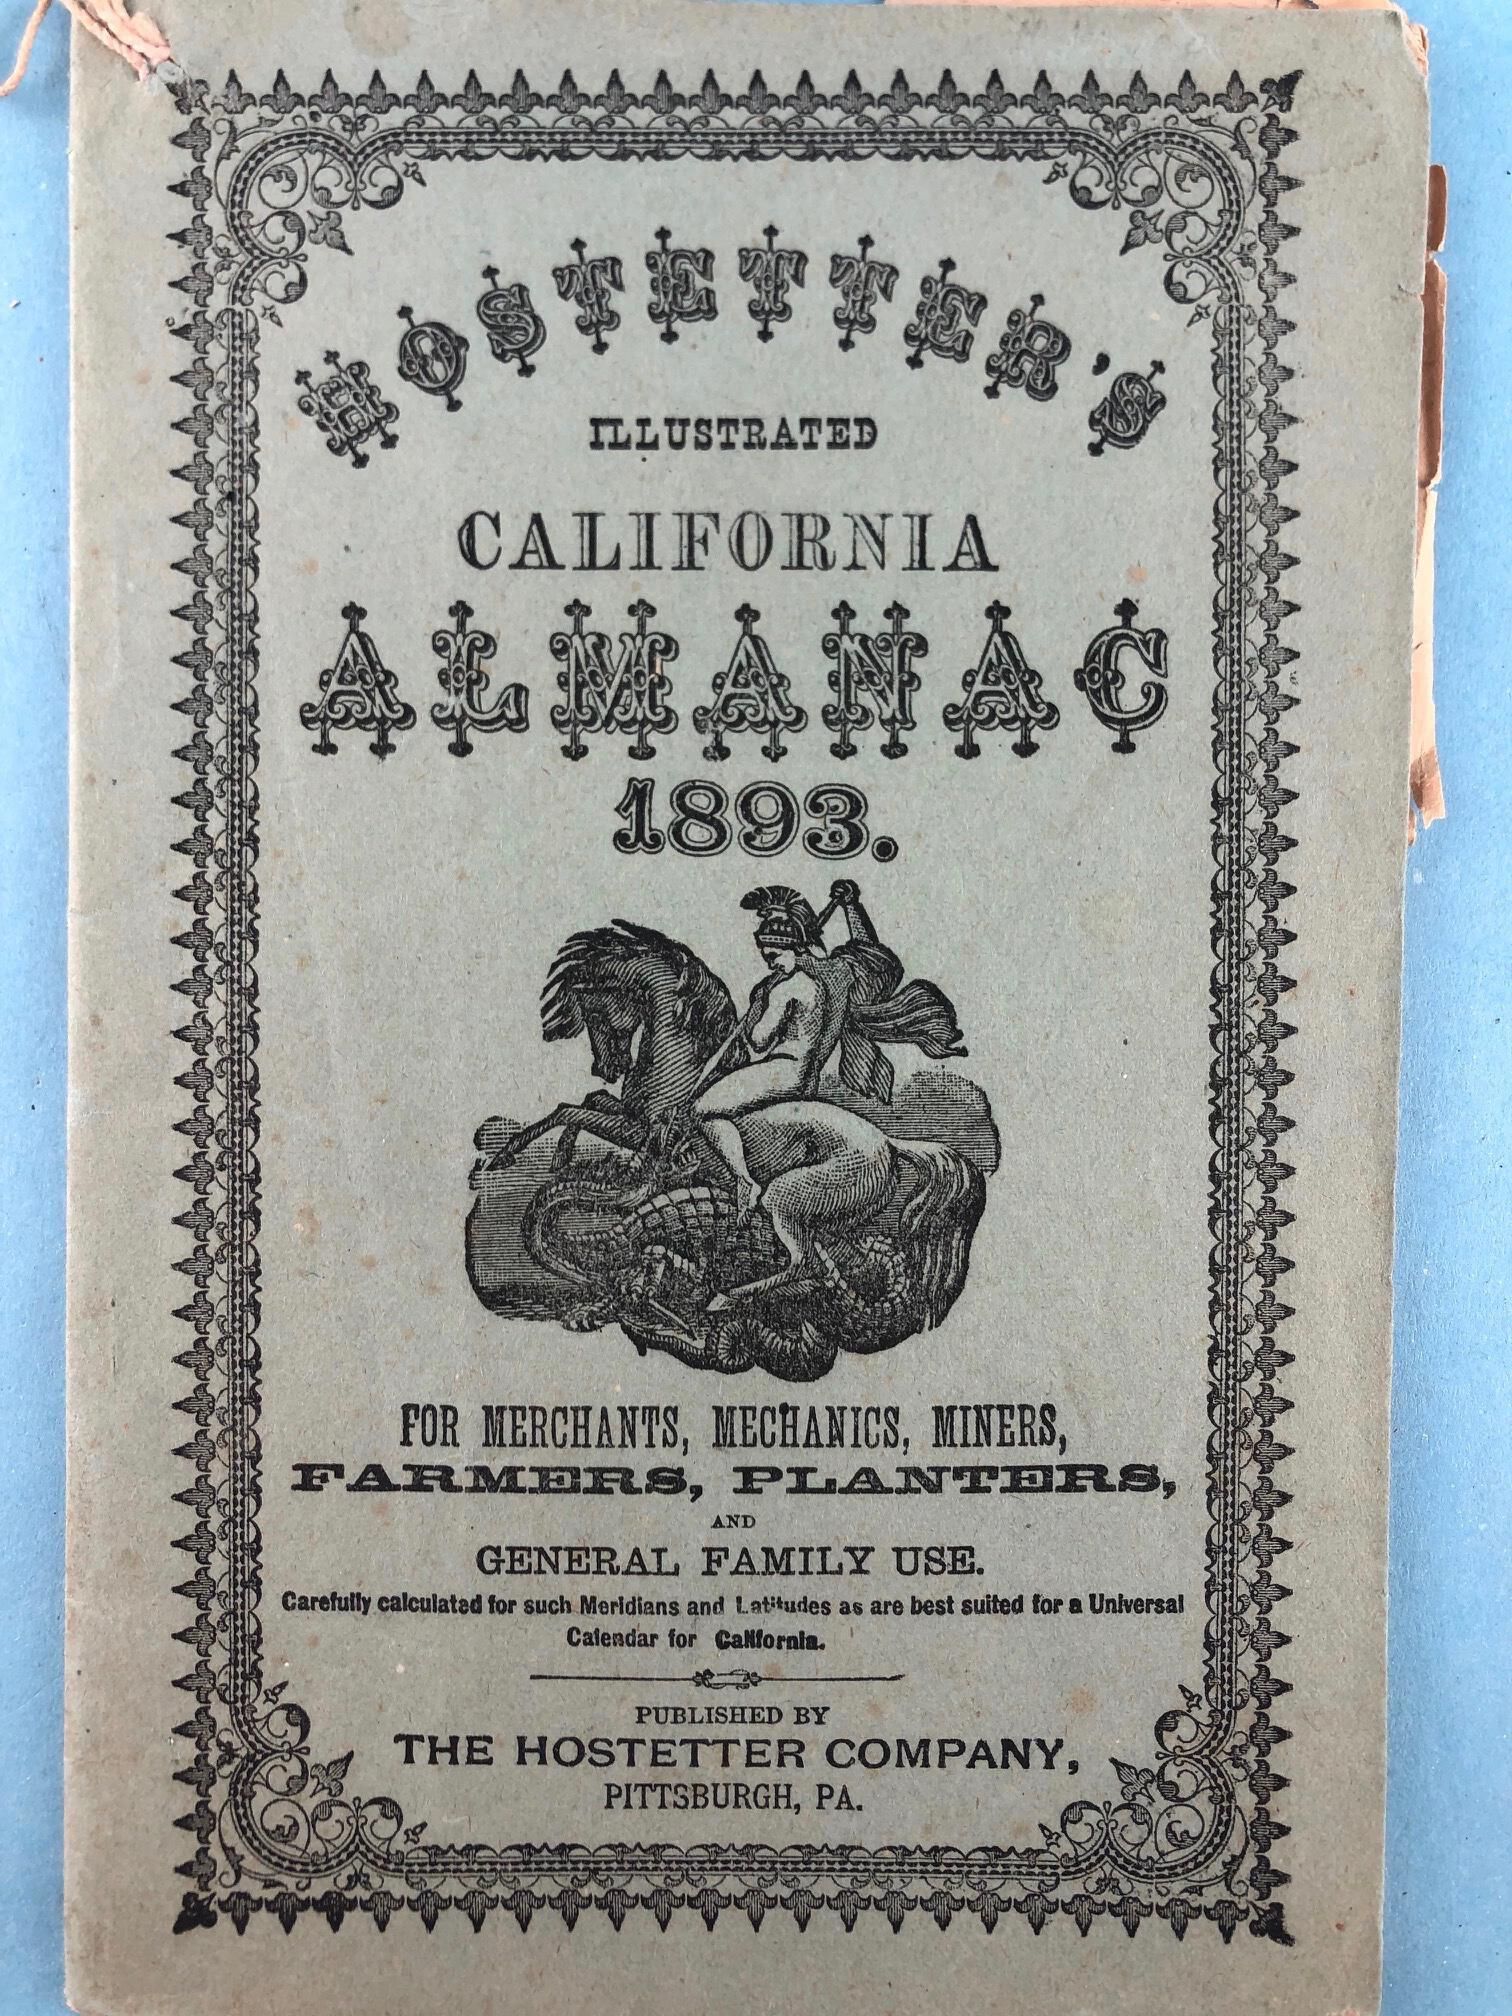 HOSTETTER'S
ILLUSTRATED
CALIFORNIA
ALMANAC
1893.
FOR MERCHANTS, MECHANICS, MINERS,
FARMERS, PLANTERS,
AND
GENERAL FAMILY USE.
Carefully calculated for such Meridians and Latitudes as are best suited for a Universal
Calendar for California.
PUBLISHED BY
THE HOSTETTER COMPANY,
PITTSBURGH, PA.